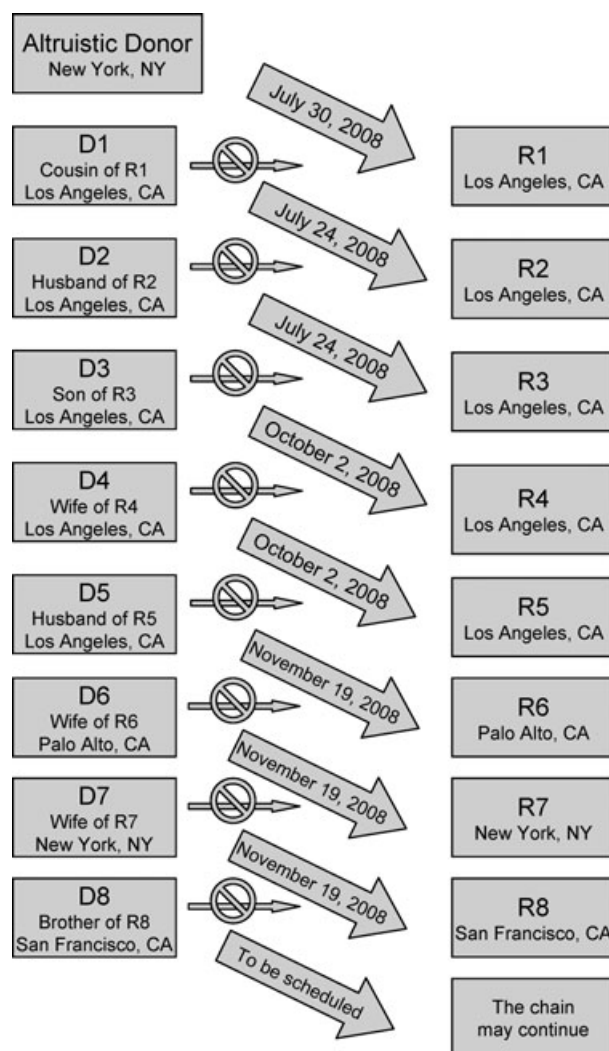 Altruistic Donor
New York, NY
July 30, 2008
D1
Cousin of R1
Los Angeles, CA
R1
Los Angeles, CA
July 24, 2008
D2
Husband of R2
Los Angeles, CA
R2
Los Angeles, CA
July 24, 2008
D3
Son of R3
Los Angeles, CA
R3
Los Angeles, CA
October 2, 2008
D4
Wife of R4
Los Angeles, CA
R4
Los Angeles, CA
October 2, 2008
D5
Husband of R5
Los Angeles, CA
R5
Los Angeles, CA
November 19, 2008
D6
Wife of R6
Palo Alto, CA
R6
Palo Alto, CA
November 19, 2008
D7
Wife of R7
New York, NY
R7
New York, NY
November 19, 2008
D8
Brother of R8
San Francisco, CA
R8
San Francisco, CA
To be scheduled
The chain
may continue